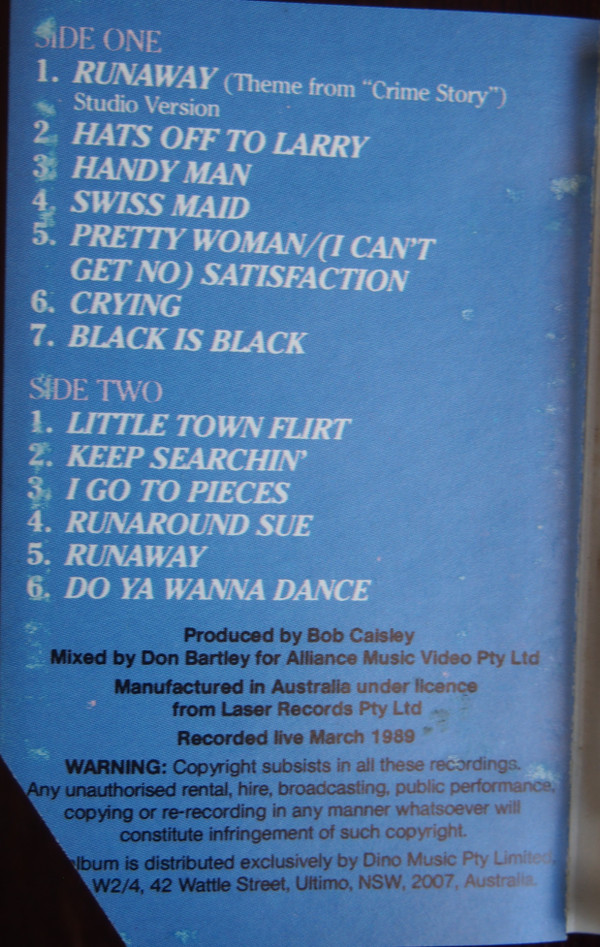 SIDE ONE
1. RUNAWAY (Theme from “Crime Story”)
Studio Version
2. HATS OFF TO LARRY
3. HANDY MAN
4. SWISS MAID
5. PRETTY WOMAN/(I CAN'T
GET NO) SATISFACTION
6. CRYING
7. BLACK IS BLACK
SIDE TWO
1. LITTLE TOWN FLIRT
2. KEEP SEARCHIN'
3. I GO TO PIECES
4. RUNAROUND SUE
5. RUNAWAY
6. DO YA WANNA DANCE
Produced by Bob Caisley
Mixed by Don Bartley for Alliance Music Video Pty Ltd
Manufactured in Australia under licence
from Laser Records Pty Ltd
Recorded live March 1989
WARNING: Copyright subsists in all these recordings.
Any unauthorised rental, hire, broadcasting, public performance,
copying or re-recording in any manner whatsoever will
constitute infringement of such copyright.
album is distributed exclusively by Dino Music Pty Limited,
W2/4, 42 Wattle Street, Ultimo, NSW, 2007, Australia.